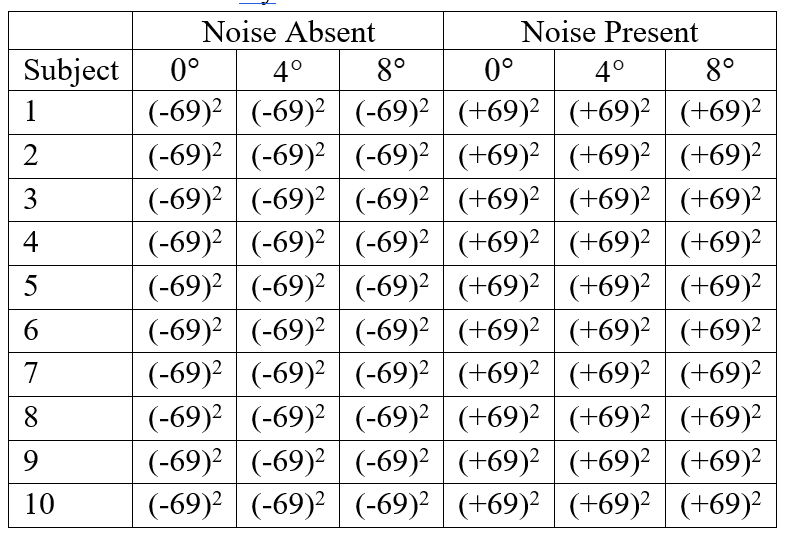 Noise Absent Noise Present
Subject 0° 4° 8° 0° 4° 8°
1 (-69)² (-69)² (-69)² (+69)² (+69)² (+69)²
2 (-69)² (-69)² (-69)² (+69)² (+69)² (+69)²
3 (-69)² (-69)² (-69)² (+69)² (+69)² (+69)²
4 (-69)² (-69)² (-69)² (+69)² (+69)² (+69)²
5 (-69)² (-69)² (-69)² (+69)² (+69)² (+69)²
6 (-69)² (-69)² (-69)² (+69)² (+69)² (+69)²
7 (-69)² (-69)² (-69)² (+69)² (+69)² (+69)²
8 (-69)² (-69)² (-69)² (+69)² (+69)² (+69)²
9 (-69)² (-69)² (-69)² (+69)² (+69)² (+69)²
10 (-69)² (-69)² (-69)² (+69)² (+69)² (+69)²